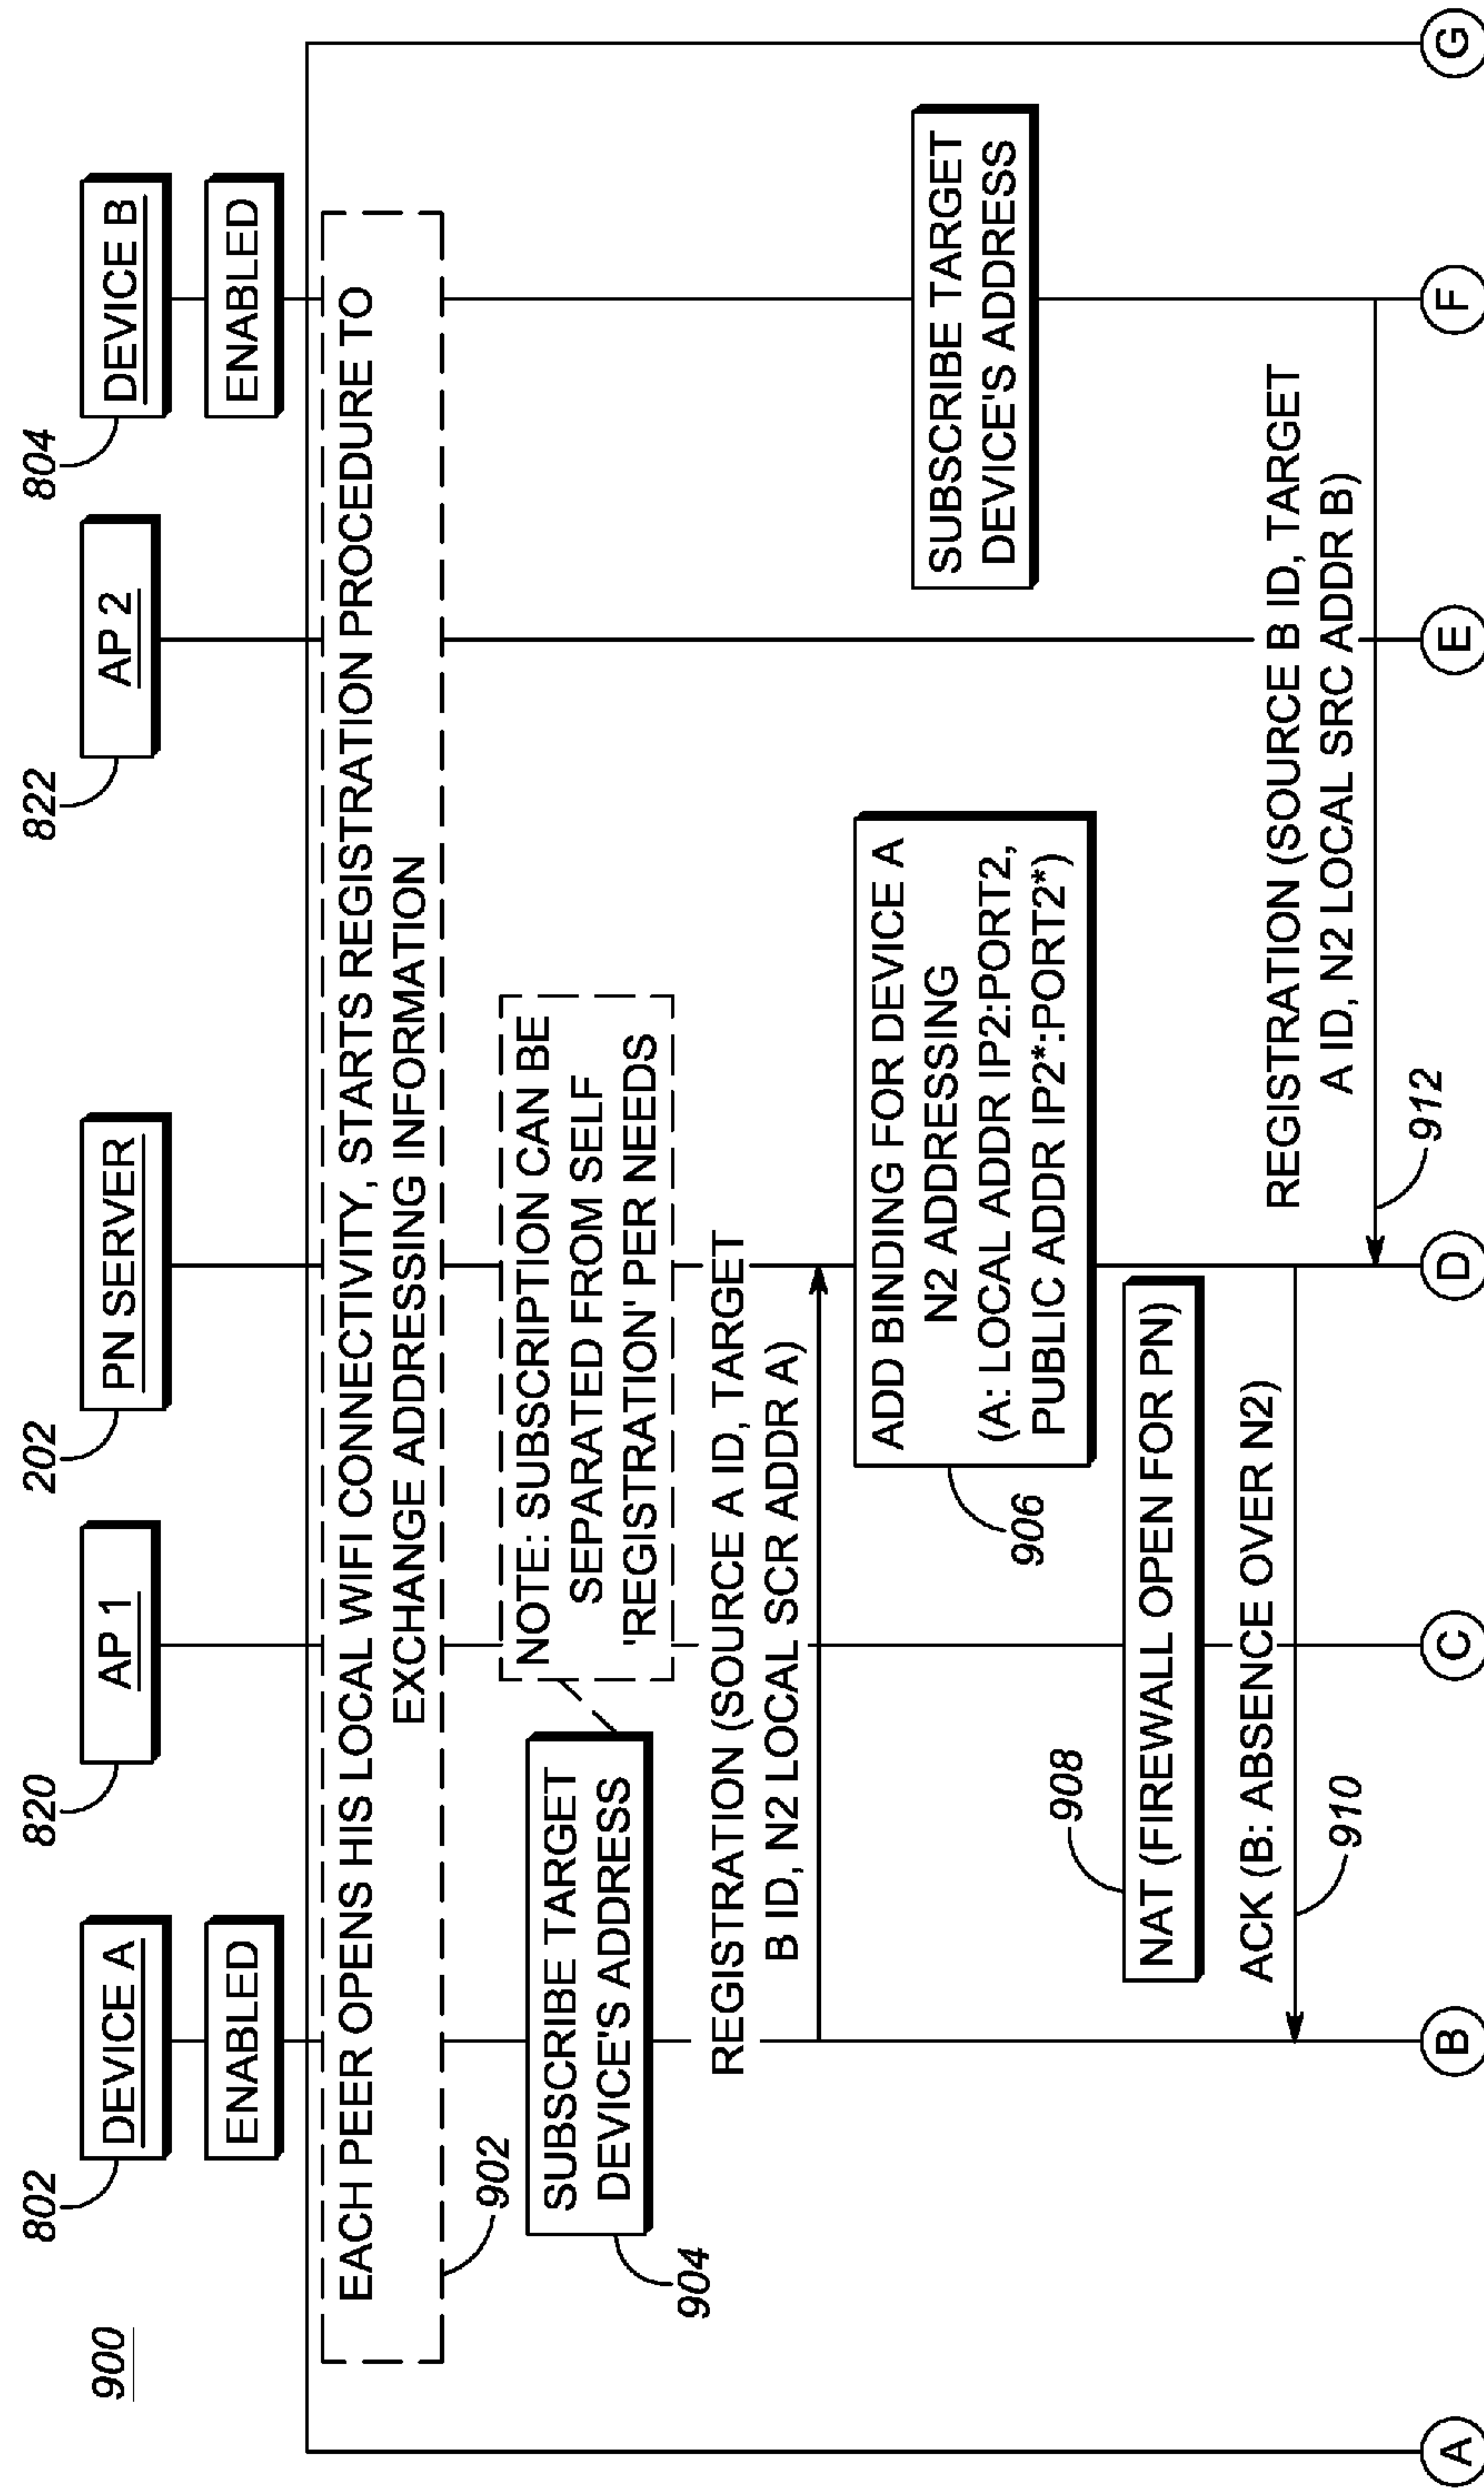 900
802
820
202
822
804
DEVICE A
AP 1
PN SERVER
AP 2
DEVICE B
ENABLED
ENABLED
EACH PEER OPENS HIS LOCAL WIFI CONNECTIVITY, STARTS REGISTRATION PROCEDURE TO
EXCHANGE ADDRESSING INFORMATION
902
SUBSCRIBE TARGET
DEVICE'S ADDRESS
904
NOTE: SUBSCRIPTION CAN BE
SEPARATED FROM SELF
'REGISTRATION' PER NEEDS
REGISTRATION (SOURCE A ID, TARGET
B ID, N2 LOCAL SCR ADDR A)
ADD BINDING FOR DEVICE A
N2 ADDRESSING
(A: LOCAL ADDR IP2:PORT2,
PUBLIC ADDR IP2*:PORT2*)
906
SUBSCRIBE TARGET
DEVICE'S ADDRESS
908
NAT (FIREWALL OPEN FOR PN)
ACK (B: ABSENCE OVER N2)
910
REGISTRATION (SOURCE B ID, TARGET
A ID, N2 LOCAL SRC ADDR B)
912
A
B
C
D
E
F
G